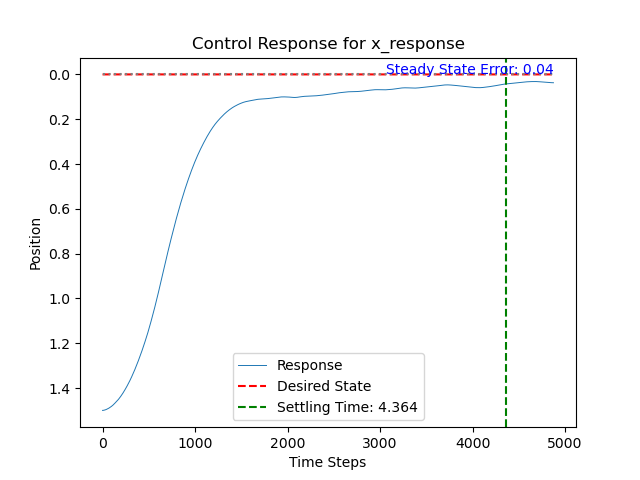 Control Response for x_response
Steady State Error: 0.04
0.0
0.2
0.4
0.6
0.8
1.0
1.2
1.4
Position
Response
Desired State
Settling Time: 4.364
0 1000 2000 3000 4000 5000
Time Steps